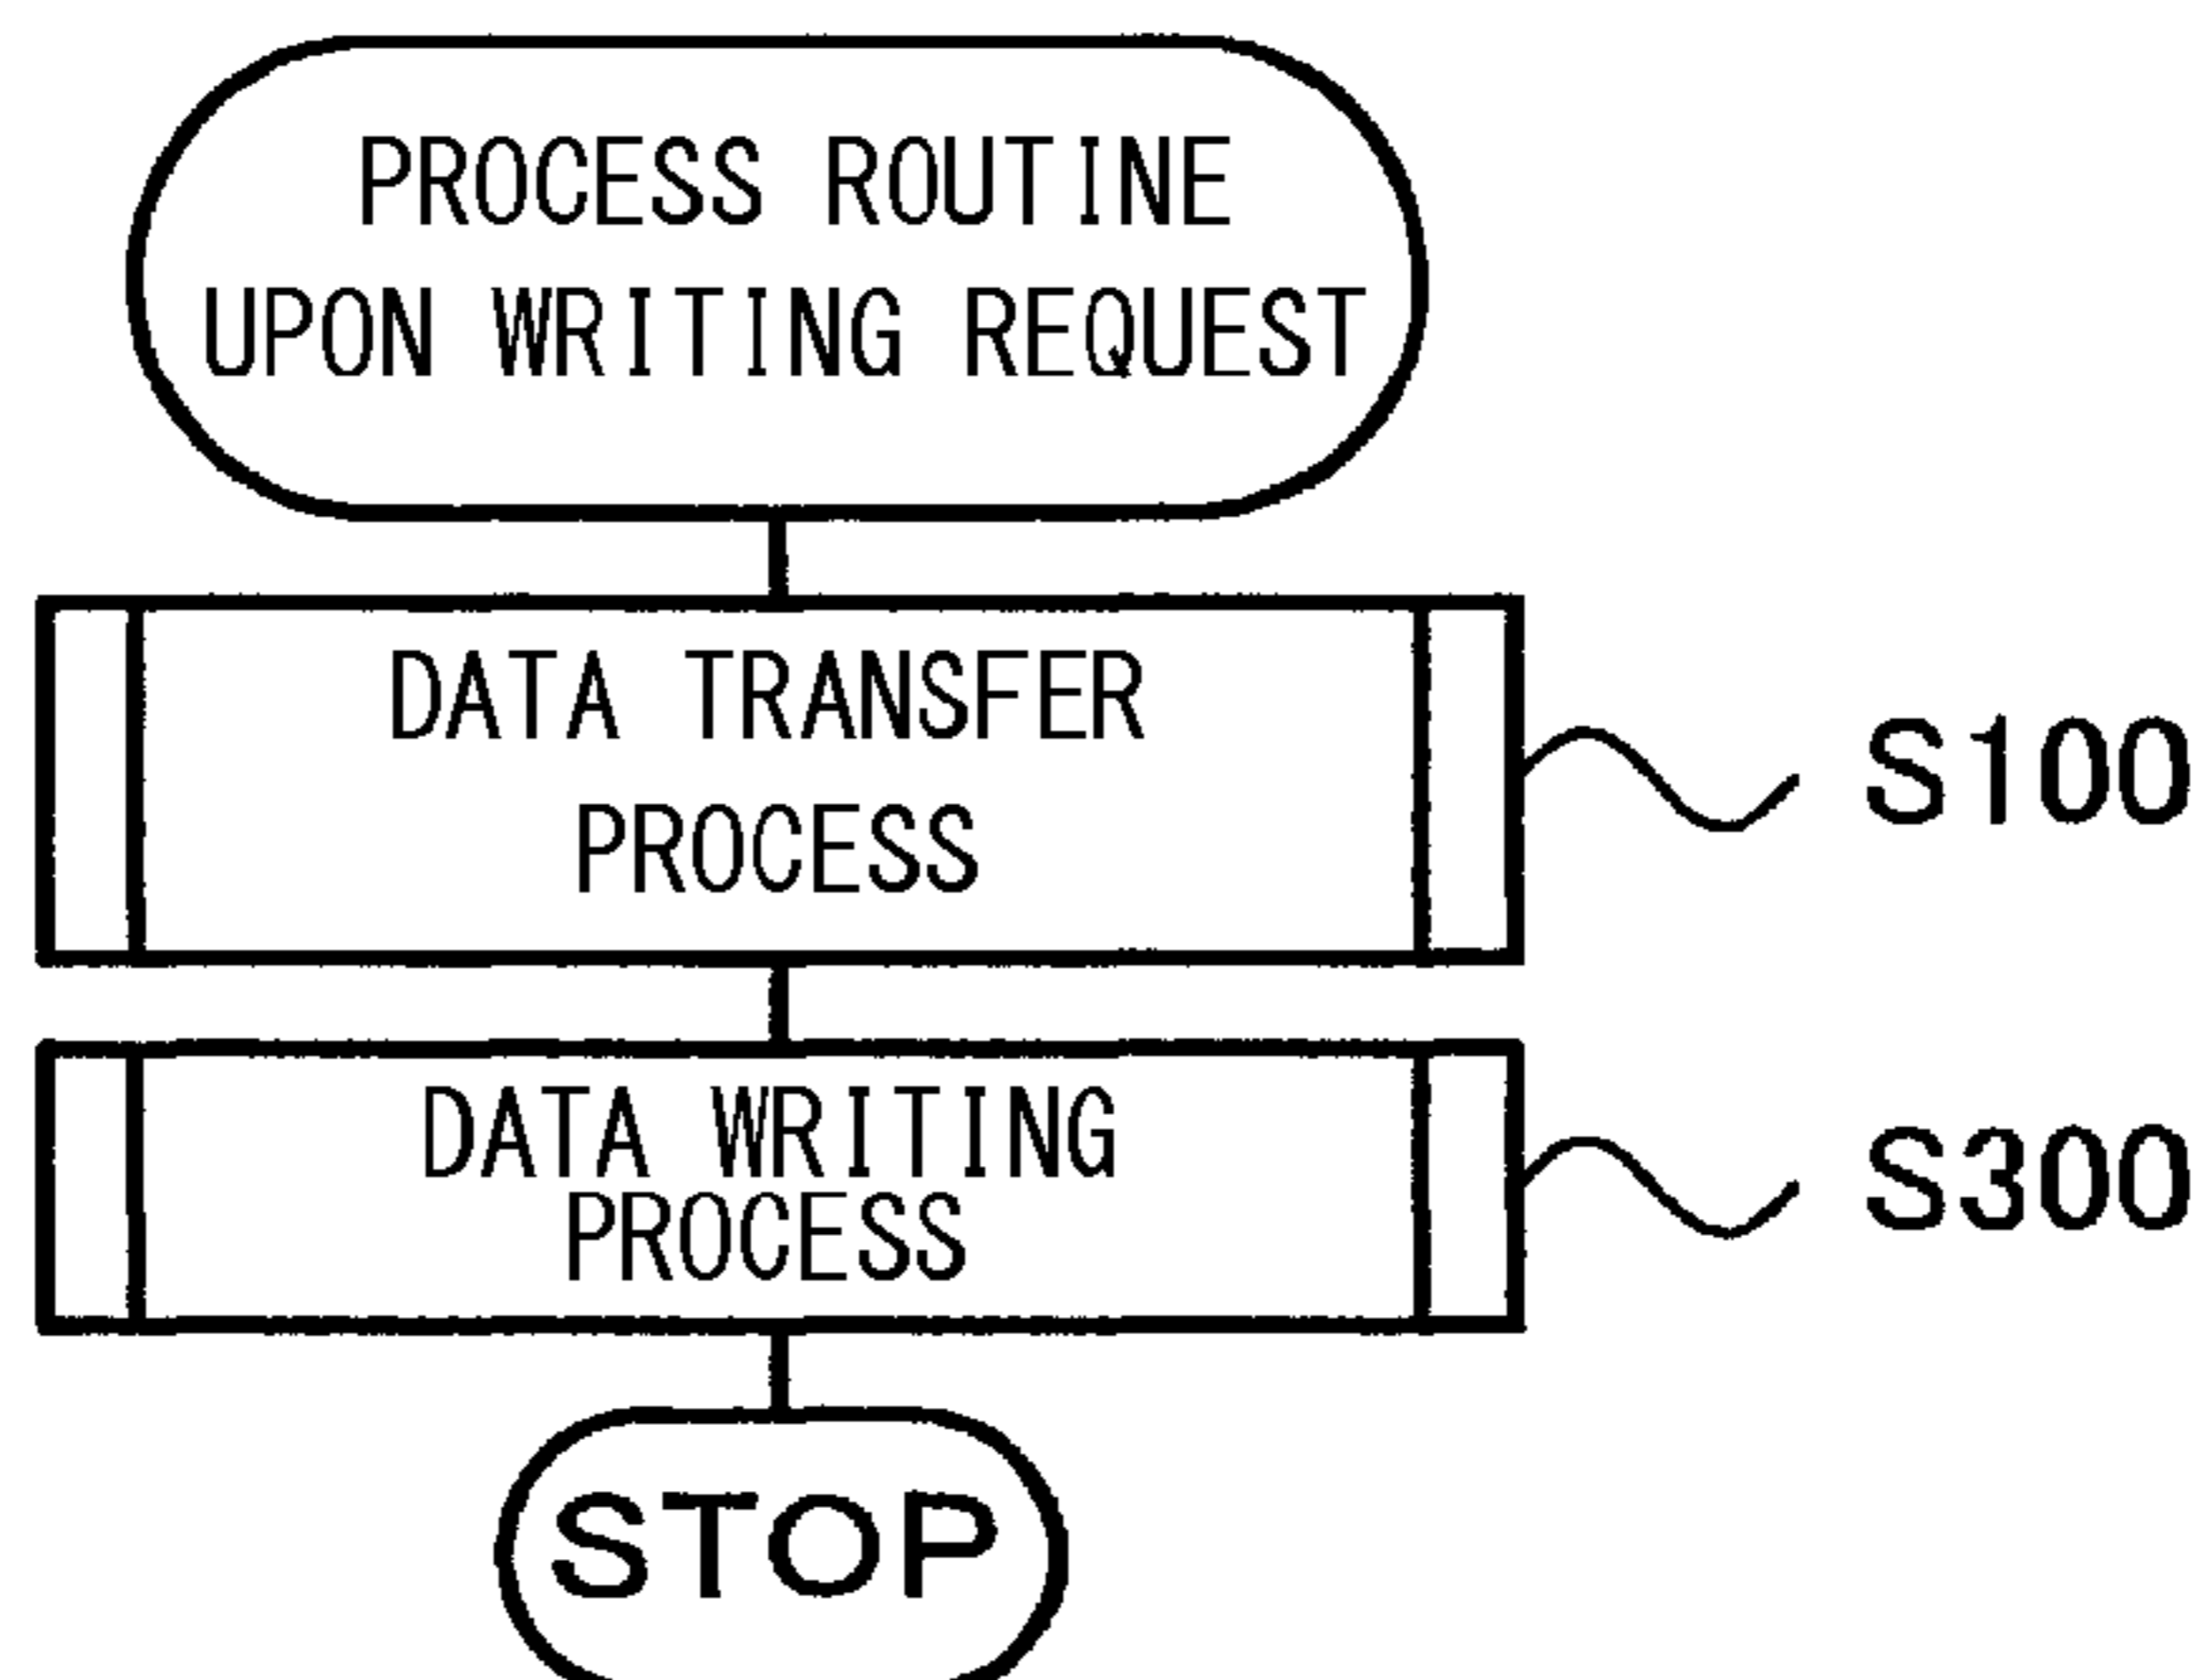 PROCESS ROUTINE
UPON WRITING REQUEST
DATA TRANSFER
PROCESS
S100
DATA WRITING
PROCESS
S300
STOP